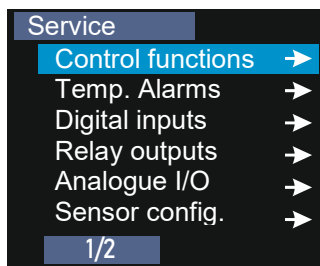 Service
Control functions
Temp. Alarms
Digital inputs
Relay outputs
Analogue I/O
Sensor config.
1/2